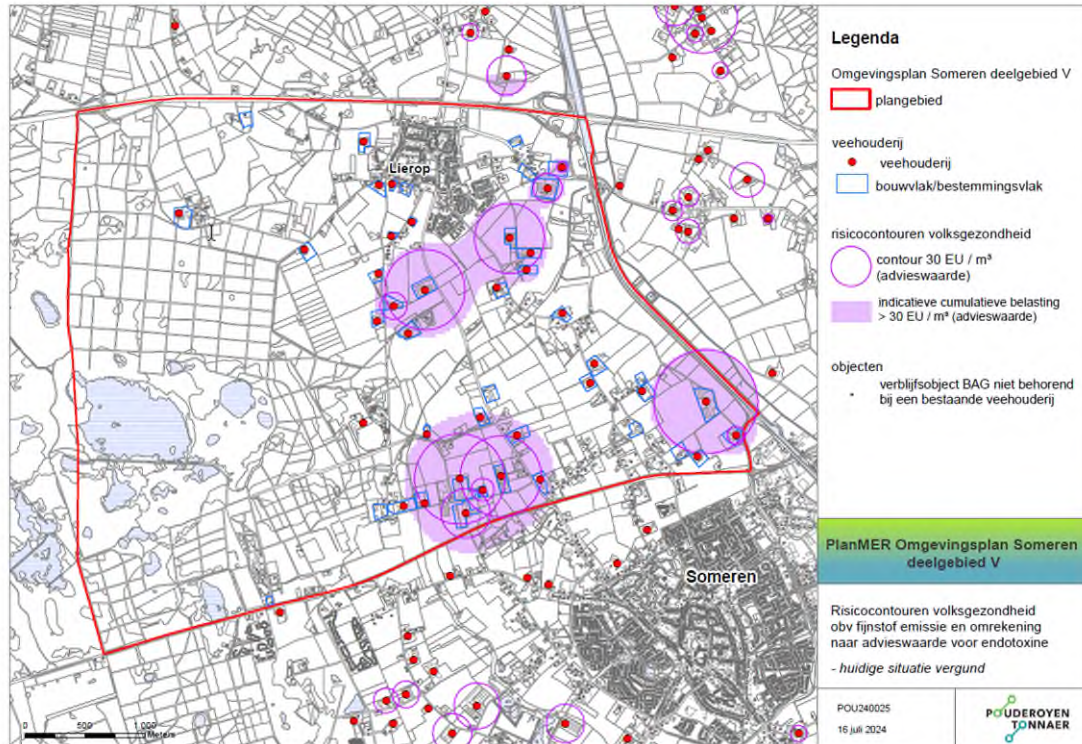 Lierop
Someren
0 500 1.000
Meters
Legenda
Omgevingsplan Someren deelgebied V
plangebied
veehouderij
veehouderij
bouwvlak/bestemmingsvlak
risicocontouren volksgezondheid
contour 30 EU / m³
(advieswaarde)
indicatieve cumulatieve belasting
> 30 EU / m³ (advieswaarde)
objecten
verblijfsobject BAG niet behorend
bij een bestaande veehouderij
PlanMER Omgevingsplan Someren
deelgebied V
Risicocontouren volksgezondheid
obv fijnstof emissie en omrekening
naar advieswaarde voor endotoxine
- huidige situatie vergund
POU240025
16 juli 2024
POUDEROYEN
TONNAER